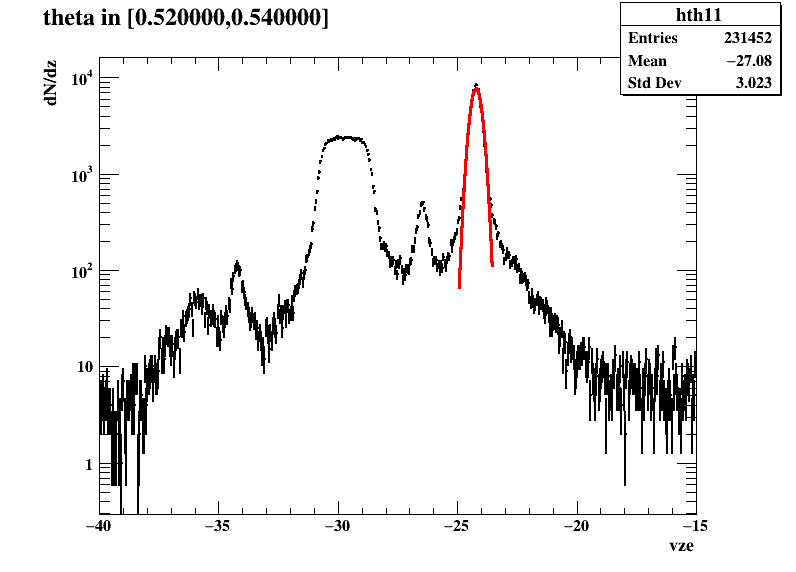 theta in [0.520000,0.540000]
hth11
Entries 231452
Mean −27.08
Std Dev 3.023
dN/dz
10^4
10^3
10^2
10
1
−40 −35 −30 −25 −20 −15
vze